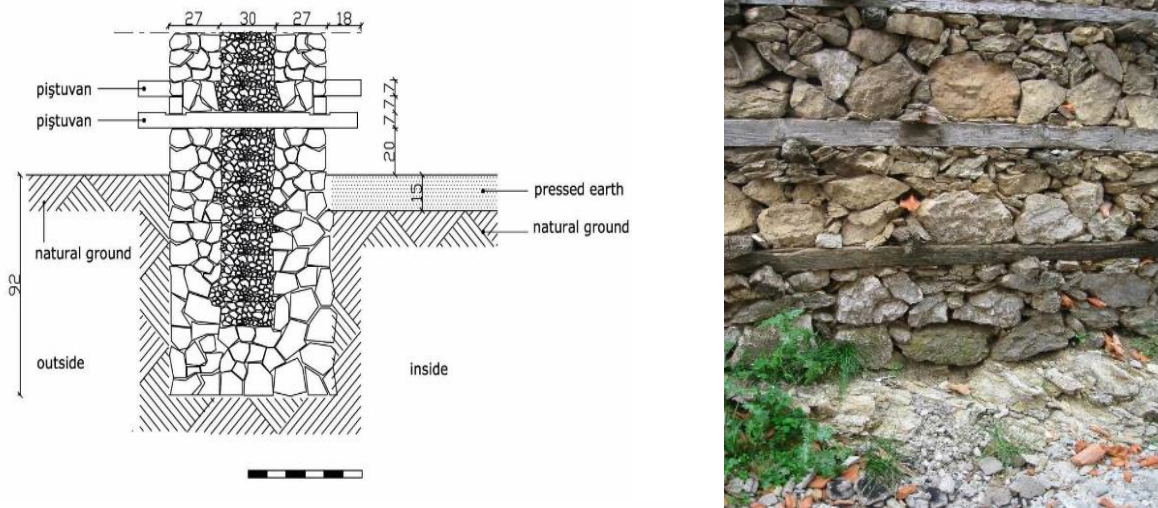 27 30 27 18
piştuvan
piştuvan
7 7 7
20
15
pressed earth
natural ground
natural ground
92
outside
inside